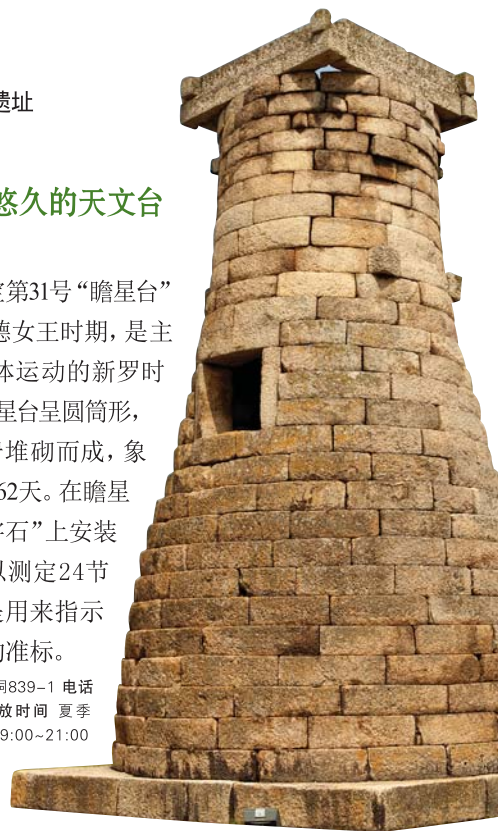 遗址
悠久的天文台
第31号“瞻星台”
德女王时期，是主
体运动的新罗时
星台呈圆筒形，
堆砌而成，象
62天。在瞻星
石”上安装
以测定24节
是用来指示
的准标。
洞839-1 电话
放时间 夏季
9:00~21:00